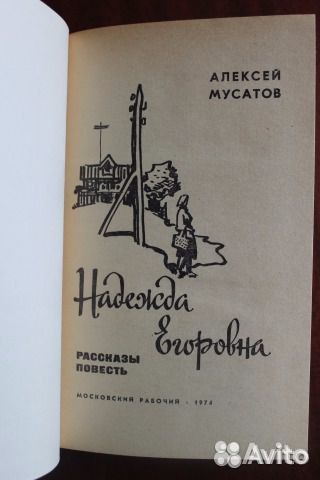 АЛЕКСЕЙ
МУСАТОВ
Надежда
Егоровна
РАССКАЗЫ
ПОВЕСТЬ
МОСКОВСКИЙ РАБОЧИЙ · 1974
Avito